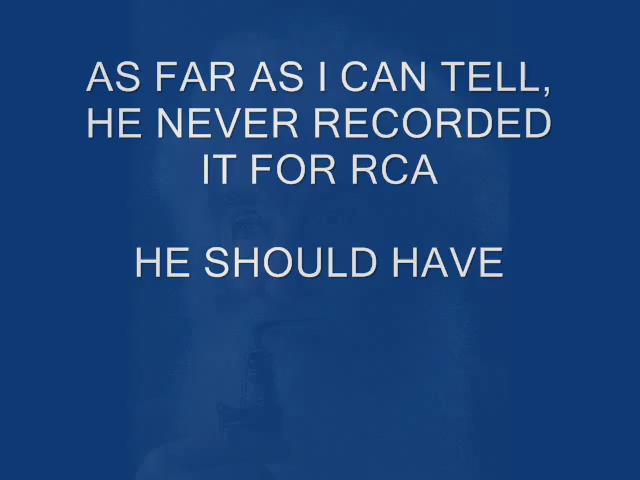 AS FAR AS I CAN TELL,
HE NEVER RECORDED
IT FOR RCA
HE SHOULD HAVE